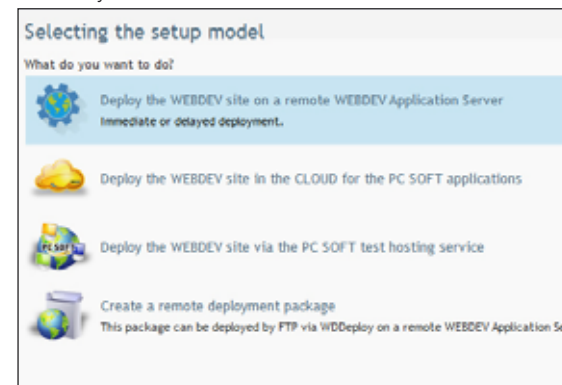 Selecting the setup model
What do you want to do?
Deploy the WEBDEV site on a remote WEBDEV Application Server
Immediate or delayed deployment.
Deploy the WEBDEV site in the CLOUD for the PC SOFT applications
PC SOFT
Deploy the WEBDEV site via the PC SOFT test hosting service
Create a remote deployment package
This package can be deployed by FTP via WDDeploy on a remote WEBDEV Application Se